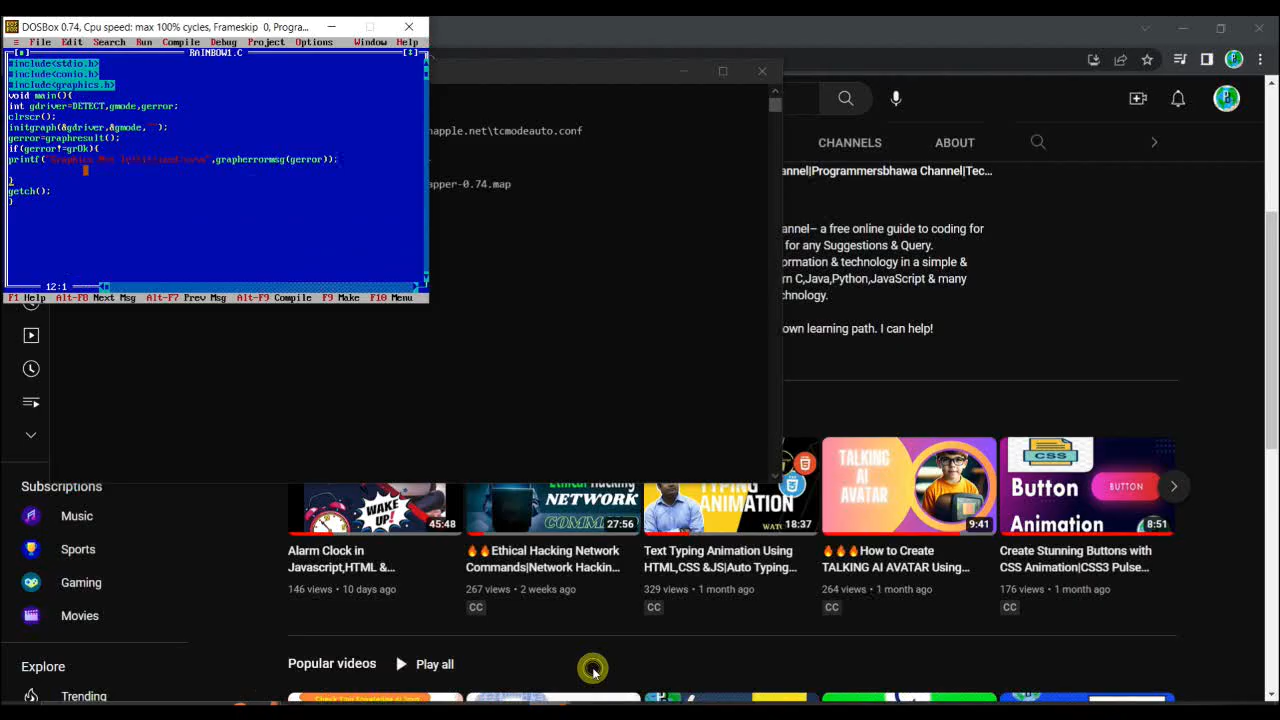 DOSBox 0.74, Cpu speed: max 100% cycles, Frameskip 0, Progra...
≡ File Edit Search Run Compile Debug Project Options Window Help
RAINBOW1.C
#include<stdio.h>
#include<conio.h>
#include<graphics.h>
void main(){
int gdriver=DETECT,gmode,gerror;
clrscr();
initgraph(&gdriver,&gmode,"");
gerror=graphresult();
if(gerror!=grOk){
printf("Graphics Not ,grapherrormsg(gerror));
}
getch();
}
12:1
F1 Help Alt-F8 Next Msg Alt-F7 Prev Msg Alt-F9 Compile F9 Make F10 Menu
napple.net\tcmodeauto.conf
apper-0.74.map
CHANNELS
ABOUT
annel|Programmersbhawa Channel|Tec...
annel– a free online guide to coding for
for any Suggestions & Query.
ormation & technology in a simple &
rn C,Java,Python,JavaScript & many
chnology.
own learning path. I can help!
Subscriptions
Music
Sports
Gaming
Movies
Explore
Trending
WAKE UP!
45:48
NETWORK
COMM
27:56
TYPING
ANIMATION
WATC
18:37
TALKING
AI
AVATAR
9:41
CSS
Button
Animation
BUTTON
8:51
Alarm Clock in
Javascript,HTML &...
146 views • 10 days ago
🔥🔥Ethical Hacking Network
Commands|Network Hackin...
267 views • 2 weeks ago
CC
Text Typing Animation Using
HTML,CSS &JS|Auto Typing...
329 views • 1 month ago
CC
🔥🔥🔥How to Create
TALKING AI AVATAR Using...
264 views • 1 month ago
CC
Create Stunning Buttons with
CSS Animation|CSS3 Pulse...
176 views • 1 month ago
CC
Popular videos
Play all